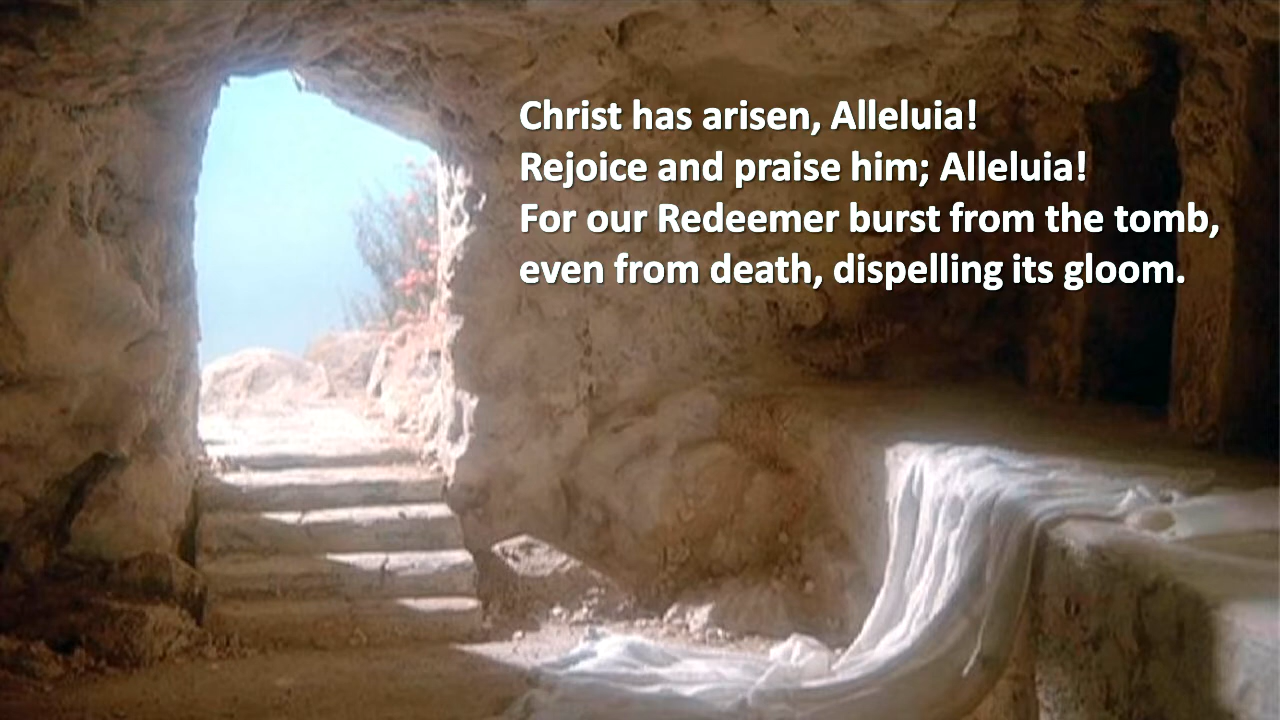 Christ has arisen, Alleluia!
Rejoice and praise him; Alleluia!
For our Redeemer burst from the tomb,
even from death, dispelling its gloom.